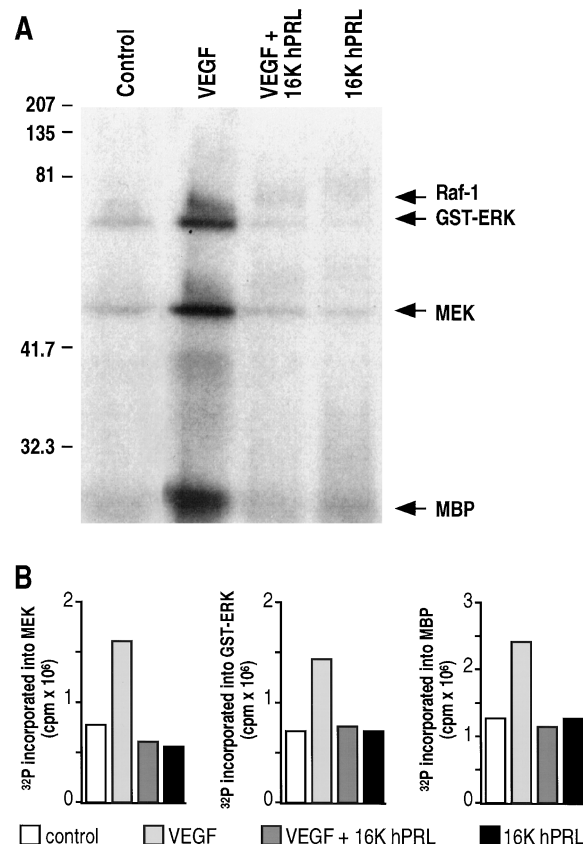 A
Control
VEGF
VEGF +
16K hPRL
16K hPRL
207
135
81
41.7
32.3
Raf-1
GST-ERK
MEK
MBP
B
³²P incorporated into MEK
(cpm x 10⁶)
2
1
0
³²P incorporated into GST-ERK
(cpm x 10⁶)
2
1
0
³²P incorporated into MBP
(cpm x 10⁶)
3
2
1
0
control
VEGF
VEGF + 16K hPRL
16K hPRL